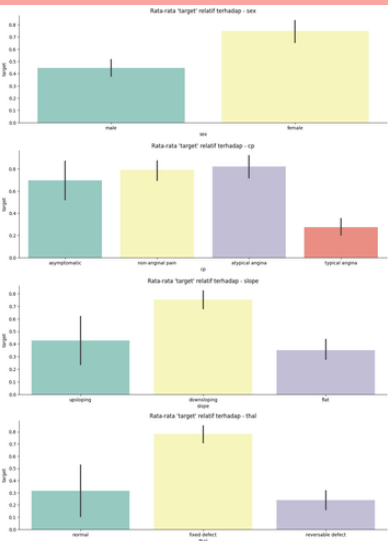 Rata-rata 'target' relatif terhadap - sex
0.8
0.7
0.6
0.5
0.4
0.3
0.2
0.1
0.0
target
male female
sex
Rata-rata 'target' relatif terhadap - cp
0.8
0.6
0.4
0.2
0.0
target
asymptomatic non-anginal pain atypical angina typical angina
cp
Rata-rata 'target' relatif terhadap - slope
0.8
0.7
0.6
0.5
0.4
0.3
0.2
0.1
0.0
target
upsloping downsloping flat
slope
Rata-rata 'target' relatif terhadap - thal
0.8
0.7
0.6
0.5
0.4
0.3
0.2
0.1
0.0
target
normal fixed defect reversable defect